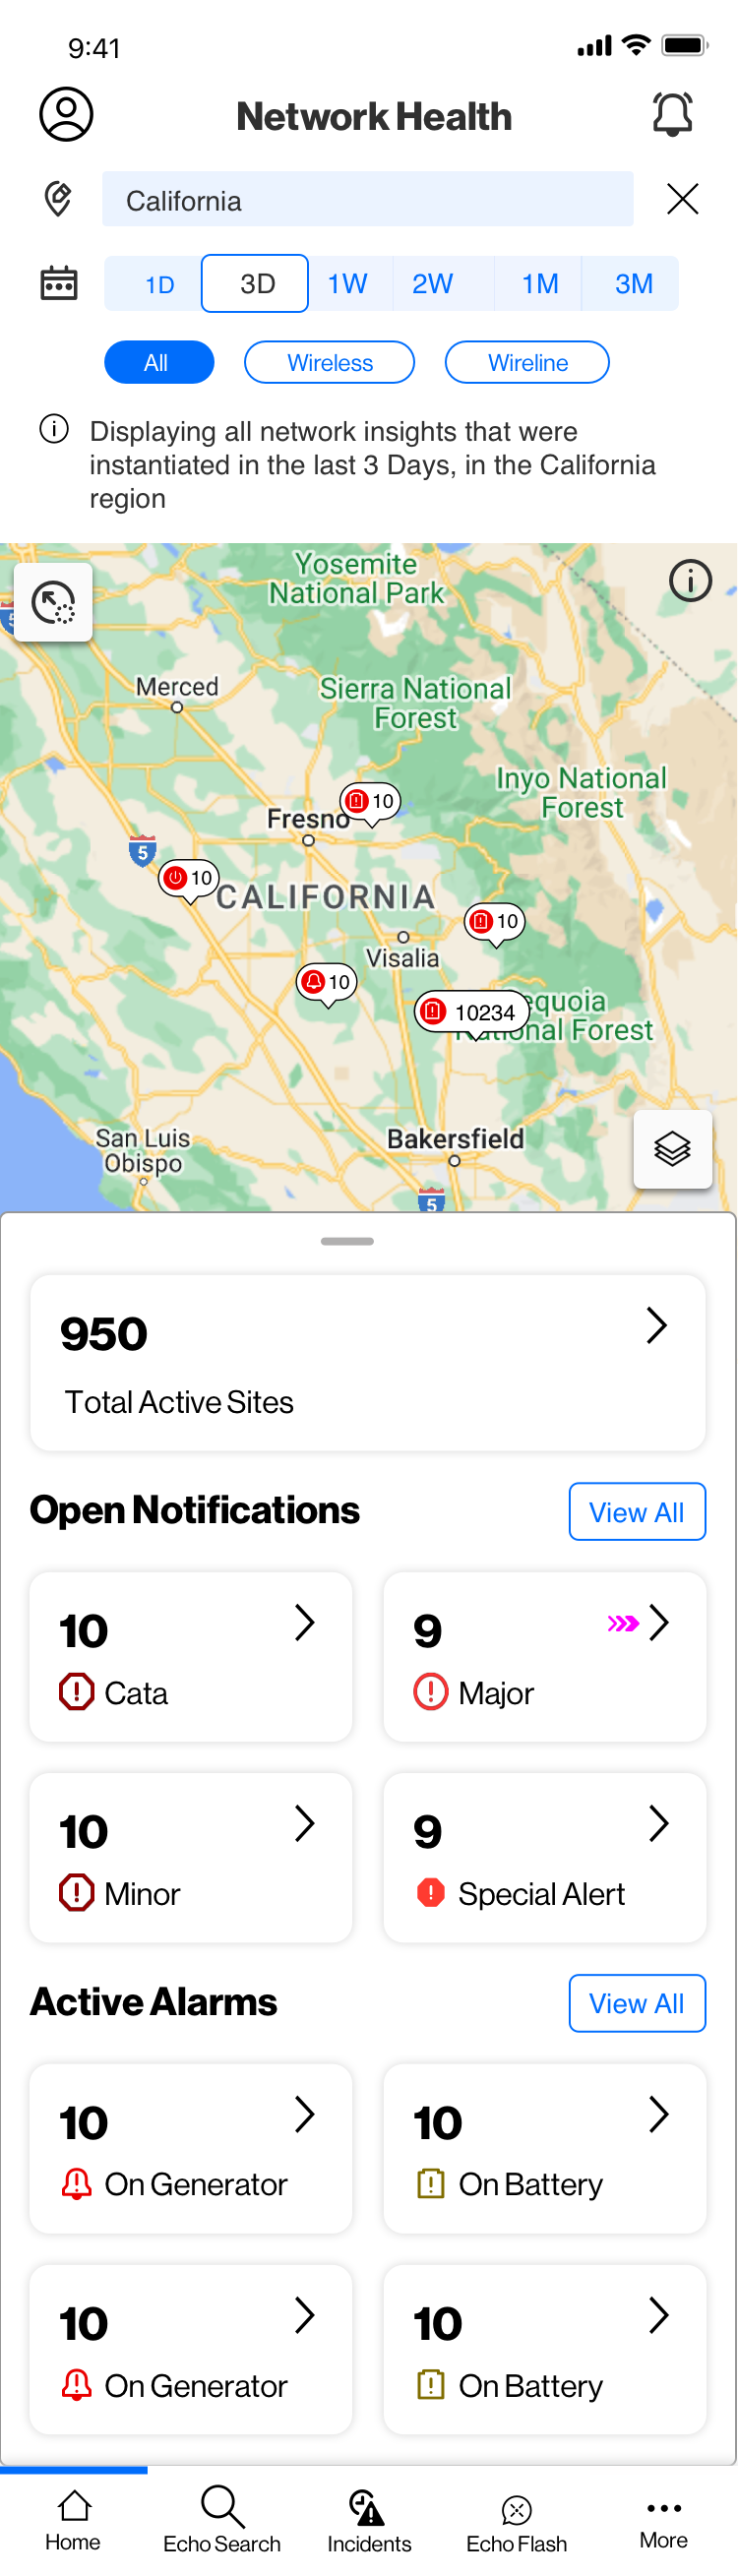 9:41
Network Health
California
1D 3D 1W 2W 1M 3M
All Wireless Wireline
Displaying all network insights that were
instantiated in the last 3 Days, in the California
region
Yosemite
National Park
5
Merced
Sierra National
Forest
Inyo National
Forest
10
Fresno
5
10
CALIFORNIA
10
Visalia
10
equoia
10234
National Forest
San Luis
Obispo
Bakersfield
5
950
Total Active Sites
Open Notifications View All
10 9
Cata Major
10 9
Minor Special Alert
Active Alarms View All
10 10
On Generator On Battery
10 10
On Generator On Battery
Home Echo Search Incidents Echo Flash More